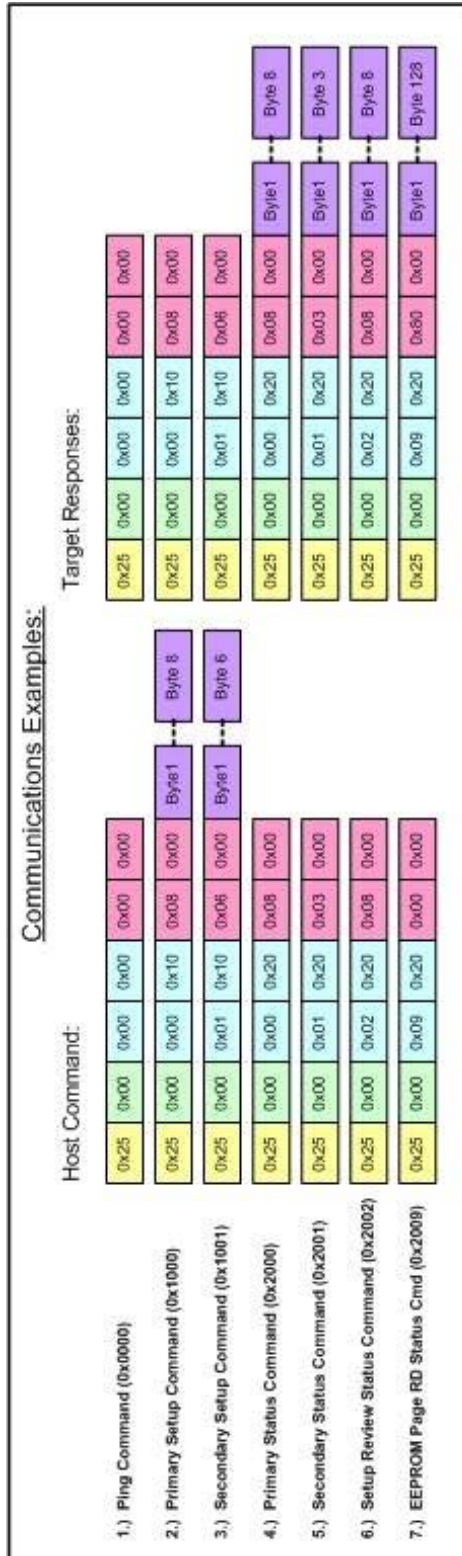 Communications Examples:
Host Command: Target Responses:
1.) Ping Command (0x0000) 0x25 0x00 0x00 0x00 0x00 0x00 0x25 0x00 0x00 0x00 0x00 0x00
2.) Primary Setup Command (0x1000) 0x25 0x00 0x00 0x10 0x08 0x00 Byte1 Byte 8 0x25 0x00 0x00 0x10 0x08 0x00
3.) Secondary Setup Command (0x1001) 0x25 0x00 0x01 0x10 0x06 0x00 Byte1 Byte 6 0x25 0x00 0x01 0x10 0x06 0x00
4.) Primary Status Command (0x2000) 0x25 0x00 0x00 0x20 0x08 0x00 0x25 0x00 0x00 0x20 0x08 0x00 Byte1 Byte 8
5.) Secondary Status Command (0x2001) 0x25 0x00 0x01 0x20 0x03 0x00 0x25 0x00 0x01 0x20 0x03 0x00 Byte1 Byte 3
6.) Setup Review Status Command (0x2002) 0x25 0x00 0x02 0x20 0x08 0x00 0x25 0x00 0x02 0x20 0x08 0x00 Byte1 Byte 8
7.) EEPROM Page RD Status Cmd (0x2009) 0x25 0x00 0x09 0x20 0x00 0x00 0x25 0x00 0x09 0x20 0x80 0x00 Byte1 Byte 128